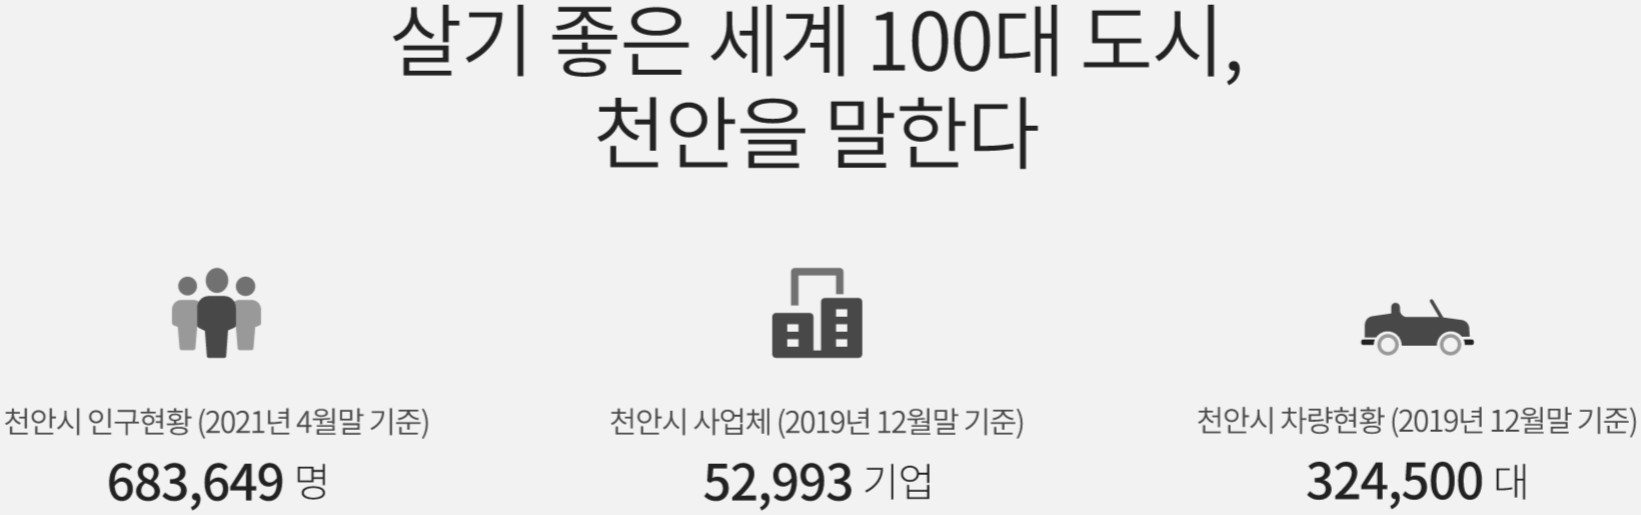 살기 좋은 세계 100대 도시,
천안을 말한다
천안시 인구현황 (2021년 4월말 기준)
683,649 명
천안시 사업체 (2019년 12월말 기준)
52,993 기업
천안시 차량현황 (2019년 12월말 기준)
324,500 대